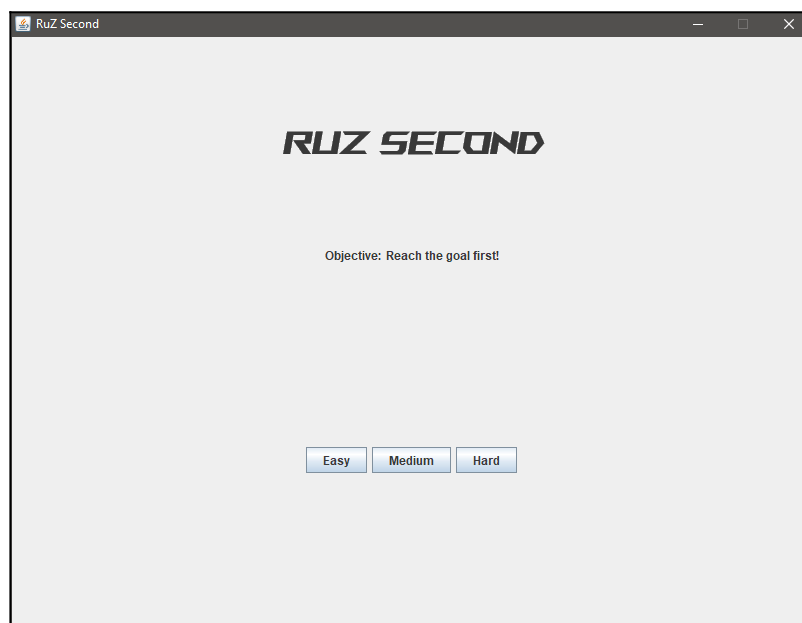 RuZ Second
RUZ SECOND
Objective: Reach the goal first!
Easy Medium Hard